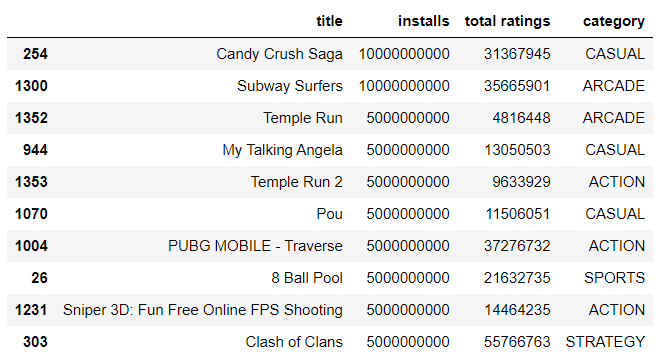 title installs total ratings category
254 Candy Crush Saga 10000000000 31367945 CASUAL
1300 Subway Surfers 10000000000 35665901 ARCADE
1352 Temple Run 5000000000 4816448 ARCADE
944 My Talking Angela 5000000000 13050503 CASUAL
1353 Temple Run 2 5000000000 9633929 ACTION
1070 Pou 5000000000 11506051 CASUAL
1004 PUBG MOBILE - Traverse 5000000000 37276732 ACTION
26 8 Ball Pool 5000000000 21632735 SPORTS
1231 Sniper 3D: Fun Free Online FPS Shooting 5000000000 14464235 ACTION
303 Clash of Clans 5000000000 55766763 STRATEGY